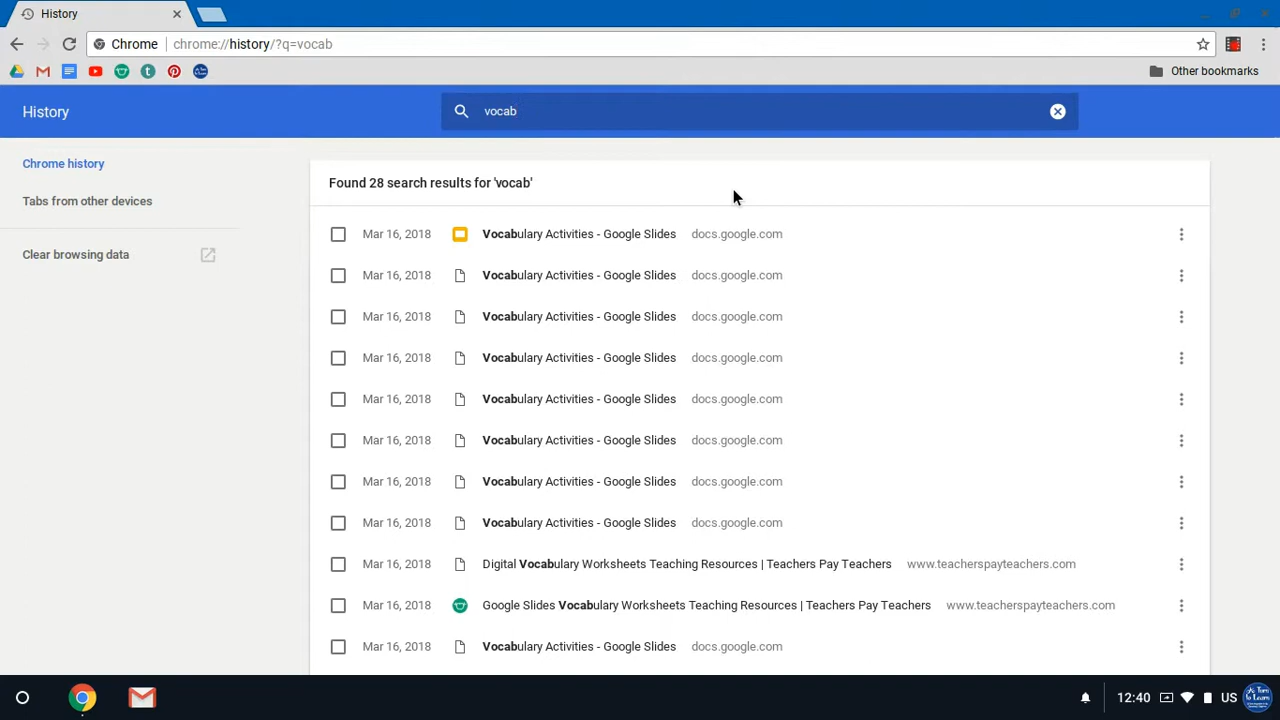 History
Chrome chrome://history/?q=vocab
Other bookmarks
History
vocab
Chrome history
Tabs from other devices
Clear browsing data
Found 28 search results for 'vocab'
Mar 16, 2018 Vocabulary Activities - Google Slides docs.google.com
Mar 16, 2018 Vocabulary Activities - Google Slides docs.google.com
Mar 16, 2018 Vocabulary Activities - Google Slides docs.google.com
Mar 16, 2018 Vocabulary Activities - Google Slides docs.google.com
Mar 16, 2018 Vocabulary Activities - Google Slides docs.google.com
Mar 16, 2018 Vocabulary Activities - Google Slides docs.google.com
Mar 16, 2018 Vocabulary Activities - Google Slides docs.google.com
Mar 16, 2018 Vocabulary Activities - Google Slides docs.google.com
Mar 16, 2018 Digital Vocabulary Worksheets Teaching Resources | Teachers Pay Teachers www.teacherspayteachers.com
Mar 16, 2018 Google Slides Vocabulary Worksheets Teaching Resources | Teachers Pay Teachers www.teacherspayteachers.com
Mar 16, 2018 Vocabulary Activities - Google Slides docs.google.com
12:40 US